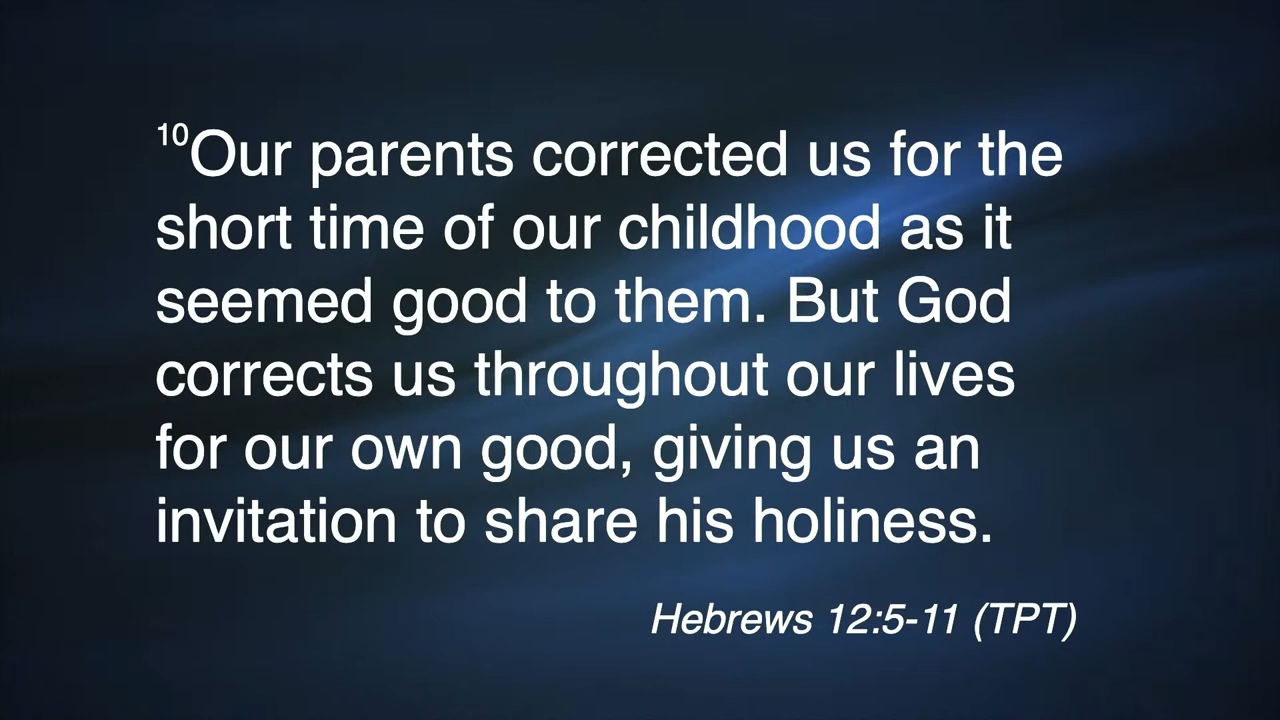 ¹⁰Our parents corrected us for the
short time of our childhood as it
seemed good to them. But God
corrects us throughout our lives
for our own good, giving us an
invitation to share his holiness.
Hebrews 12:5-11 (TPT)